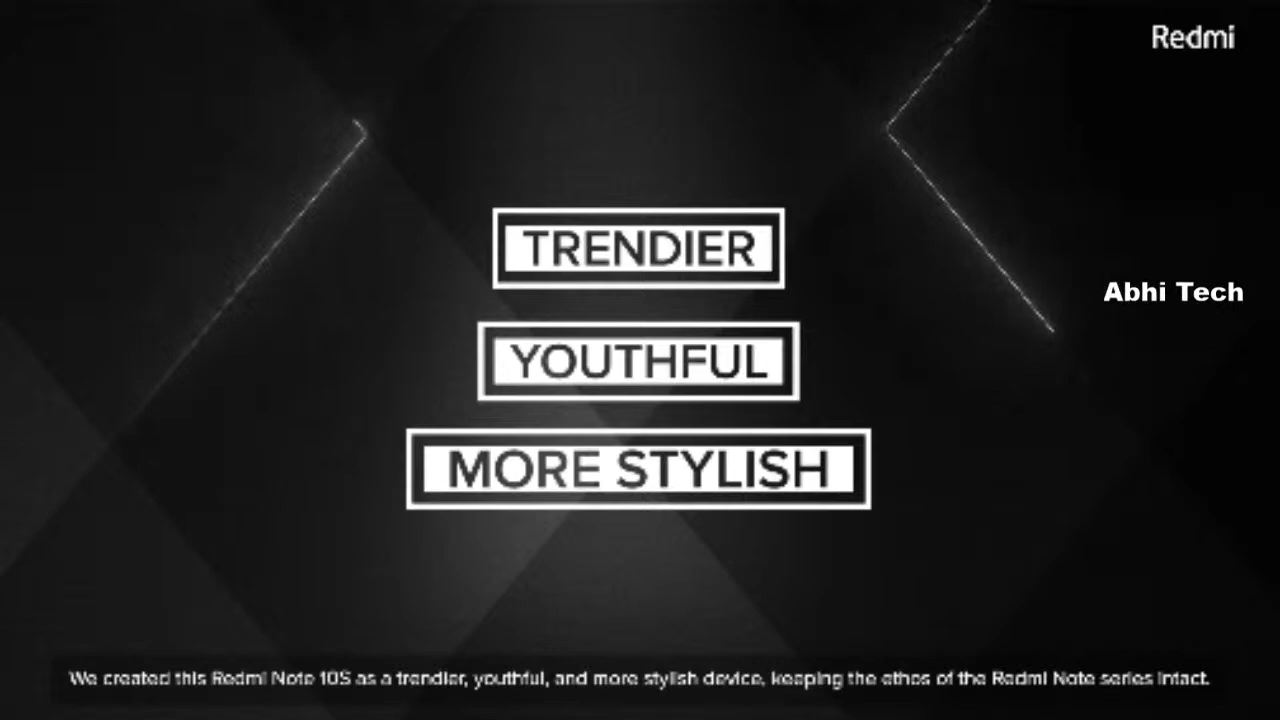 Redmi
TRENDIER
Abhi Tech
YOUTHFUL
MORE STYLISH
We created this Redmi Note 10S as a trendier, youthful, and more stylish device, keeping the ethos of the Redmi Note series intact.